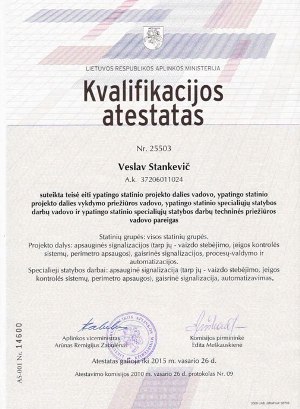 LIETUVOS RESPUBLIKOS APLINKOS MINISTERIJA
Kvalifikacijos
atestatas
Nr. 25503
Veslav Stankevič
A.k. 37206011024
suteikta teisė eiti ypatingo statinio projekto dalies vadovo, ypatingo statinio
projekto dalies vykdymo priežiūros vadovo, ypatingo statinio specialiųjų statybos
darbų vadovo ir ypatingo statinio specialiųjų statybos darbų techninės priežiūros
vadovo pareigas
Statinių grupės: visos statinių grupės.
Projekto dalys: apsauginės signalizacijos (tarp jų - vaizdo stebėjimo, įeigos kontrolės
sistemų, perimetro apsaugos), gaisrinės signalizacijos, procesų valdymo ir
automatizacijos.
Specialieji statybos darbai: apsauginė signalizacija (tarp jų - vaizdo stebėjimo, įeigos
kontrolės sistemų, perimetro apsaugos), gaisrinė signalizacija, automatizavimas.
Aplinkos viceministras
Arūnas Remigijus Zabulėnas
Komisijos pirmininkė
Edita Meškauskienė
AS-001 Nr. 14600
Atestatas galioja iki 2015 m. vasario 26 d.
Atestavimo komisijos 2010 m. vasario 26 d. protokolas Nr. 09